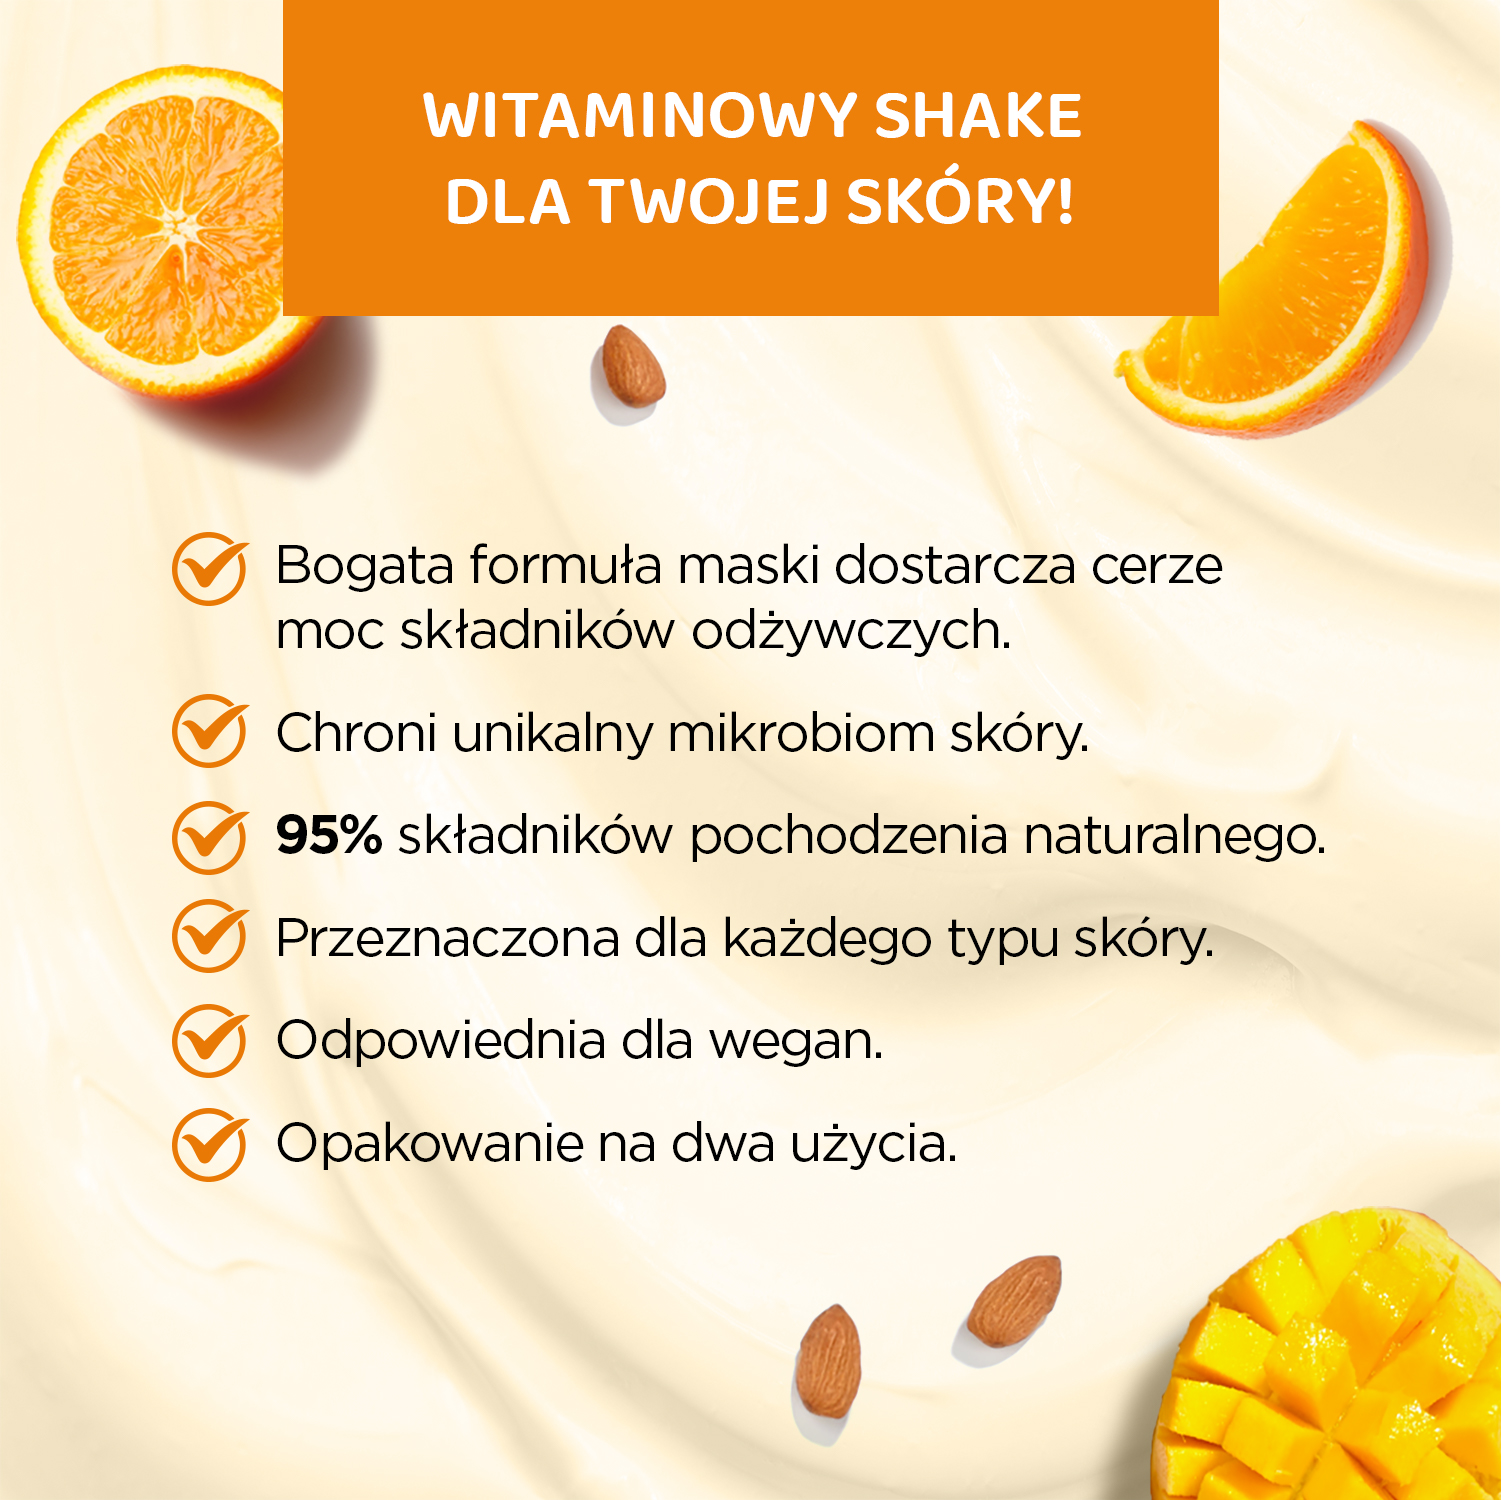 WITAMINOWY SHAKE
DLA TWOJEJ SKÓRY!
Bogata formuła maski dostarcza cerze
moc składników odżywczych.
Chroni unikalny mikrobiom skóry.
95% składników pochodzenia naturalnego.
Przeznaczona dla każdego typu skóry.
Odpowiednia dla wegan.
Opakowanie na dwa użycia.